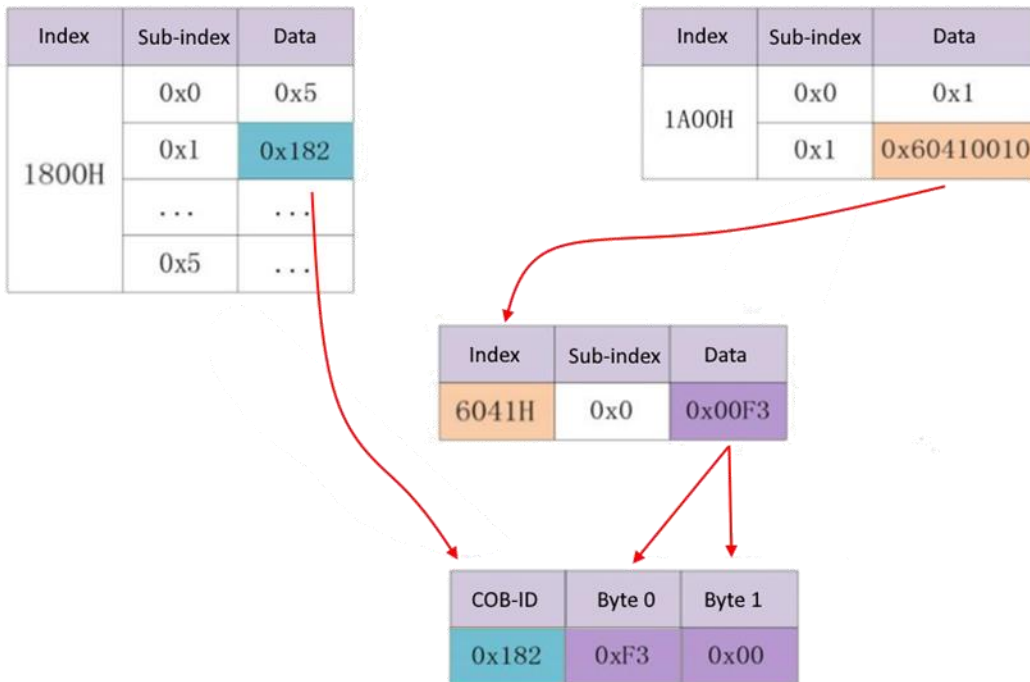 Index Sub-index Data
1800H
0x0 0x5
0x1 0x182
... ...
0x5 ...
Index Sub-index Data
1A00H
0x0 0x1
0x1 0x60410010
Index Sub-index Data
6041H 0x0 0x00F3
COB-ID Byte 0 Byte 1
0x182 0xF3 0x00